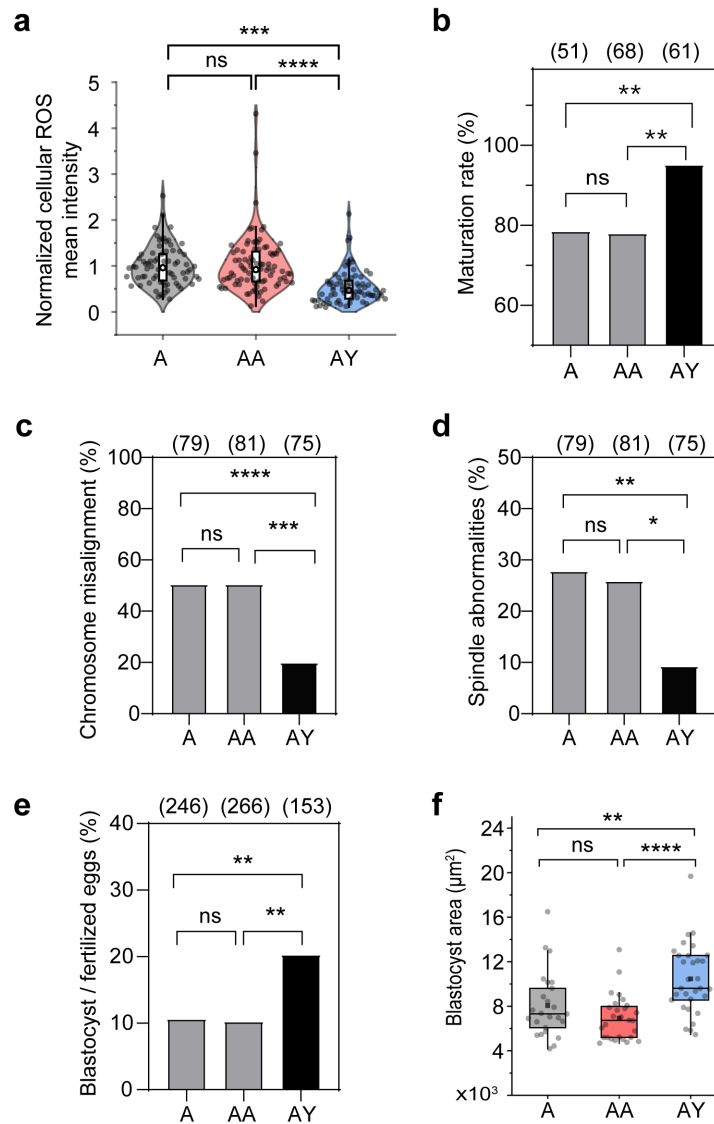 a
***
ns
****
Normalized cellular ROS
mean intensity
5
4
3
2
1
0
A
AA
AY
b
(51)
(68)
(61)
**
**
ns
Maturation rate (%)
100
80
60
A
AA
AY
c
(79)
(81)
(75)
****
ns
***
Chromosome misalignment (%)
100
80
60
40
20
0
A
AA
AY
d
(79)
(81)
(75)
**
ns
*
Spindle abnormalities (%)
50
40
30
20
10
0
A
AA
AY
e
(246)
(266)
(153)
**
ns
**
Blastocyst / fertilized eggs (%)
40
30
20
10
0
A
AA
AY
f
**
ns
****
Blastocyst area (μm²)
24
20
16
12
8
4
×10³
A
AA
AY